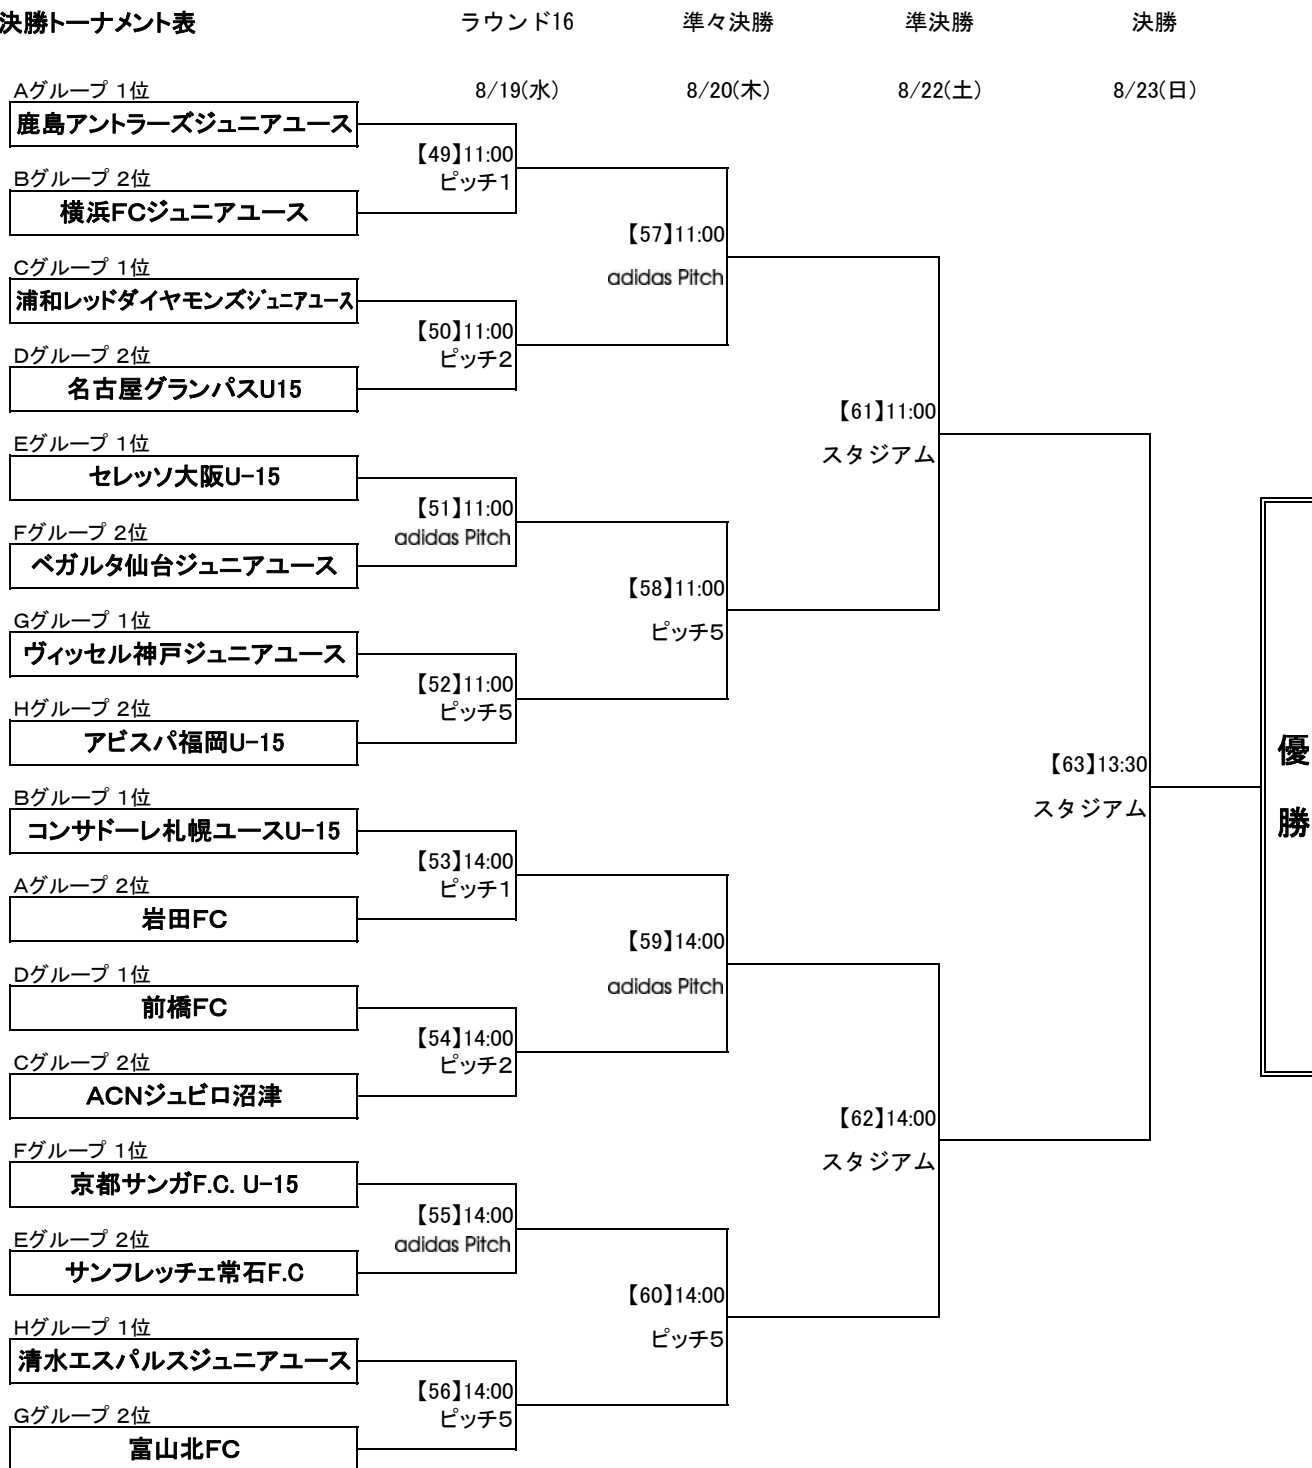 決勝トーナメント表
ラウンド16
準々決勝
準決勝
決勝
8/19(水)
8/20(木)
8/22(土)
8/23(日)
Aグループ 1位
鹿島アントラーズジュニアユース
【49】11:00
ピッチ1
Bグループ 2位
横浜FCジュニアユース
【57】11:00
adidas Pitch
Cグループ 1位
浦和レッドダイヤモンズジュニアユース
【50】11:00
ピッチ2
Dグループ 2位
名古屋グランパスU15
【61】11:00
スタジアム
Eグループ 1位
セレッソ大阪U-15
【51】11:00
adidas Pitch
Fグループ 2位
ベガルタ仙台ジュニアユース
【58】11:00
ピッチ5
Gグループ 1位
ヴィッセル神戸ジュニアユース
【52】11:00
ピッチ5
Hグループ 2位
アビスパ福岡U-15
【63】13:30
スタジアム
優
勝
Bグループ 1位
コンサドーレ札幌ユースU-15
【53】14:00
ピッチ1
Aグループ 2位
岩田FC
【59】14:00
adidas Pitch
Dグループ 1位
前橋FC
【54】14:00
ピッチ2
Cグループ 2位
ACNジュビロ沼津
【62】14:00
スタジアム
Fグループ 1位
京都サンガF.C. U-15
【55】14:00
adidas Pitch
Eグループ 2位
サンフレッチェ常石F.C
【60】14:00
ピッチ5
Hグループ 1位
清水エスパルスジュニアユース
【56】14:00
ピッチ5
Gグループ 2位
富山北FC